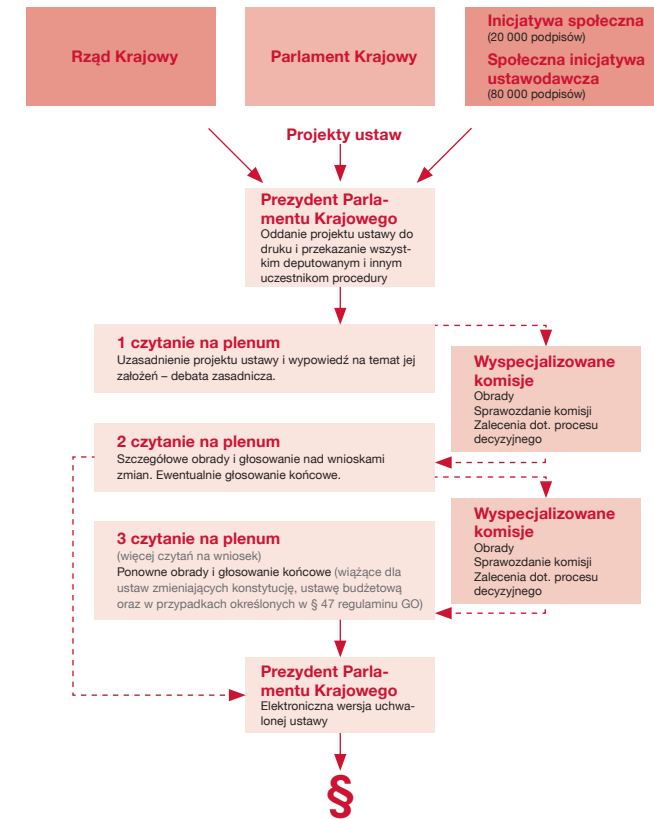 Rząd Krajowy
Parlament Krajowy
Inicjatywa społeczna
(20 000 podpisów)
Społeczna inicjatywa
ustawodawcza
(80 000 podpisów)
Projekty ustaw
Prezydent Parla-
mentu Krajowego
Oddanie projektu ustawy do
druku i przekazanie wszyst-
kim deputowanym i innym
uczestnikom procedury
1 czytanie na plenum
Uzasadnienie projektu ustawy i wypowiedź na temat jej
założeń – debata zasadnicza.
Wyspecjalizowane
komisje
Obrady
Sprawozdanie komisji
Zalecenia dot. procesu
decyzyjnego
2 czytanie na plenum
Szczegółowe obrady i głosowanie nad wnioskami
zmian. Ewentualnie głosowanie końcowe.
Wyspecjalizowane
komisje
Obrady
Sprawozdanie komisji
Zalecenia dot. procesu
decyzyjnego
3 czytanie na plenum
(więcej czytań na wniosek)
Ponowne obrady i głosowanie końcowe (wiążące dla
ustaw zmieniających konstytucję, ustawę budżetową
oraz w przypadkach określonych w § 47 regulaminu GO)
Prezydent Parla-
mentu Krajowego
Elektroniczna wersja uchwa-
lonej ustawy
§